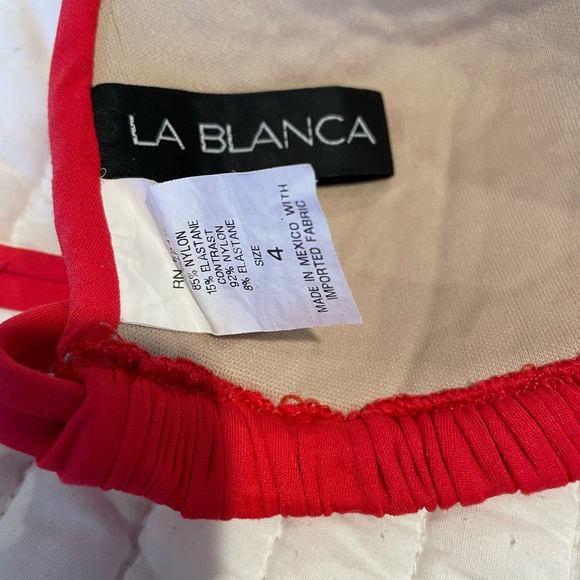 LA BLANCA
RN
85% NYLON
15% ELASTANE
CONTRAST
92% NYLON
8% ELASTANE
SIZE
4
MADE IN MEXICO WITH
IMPORTED FABRIC